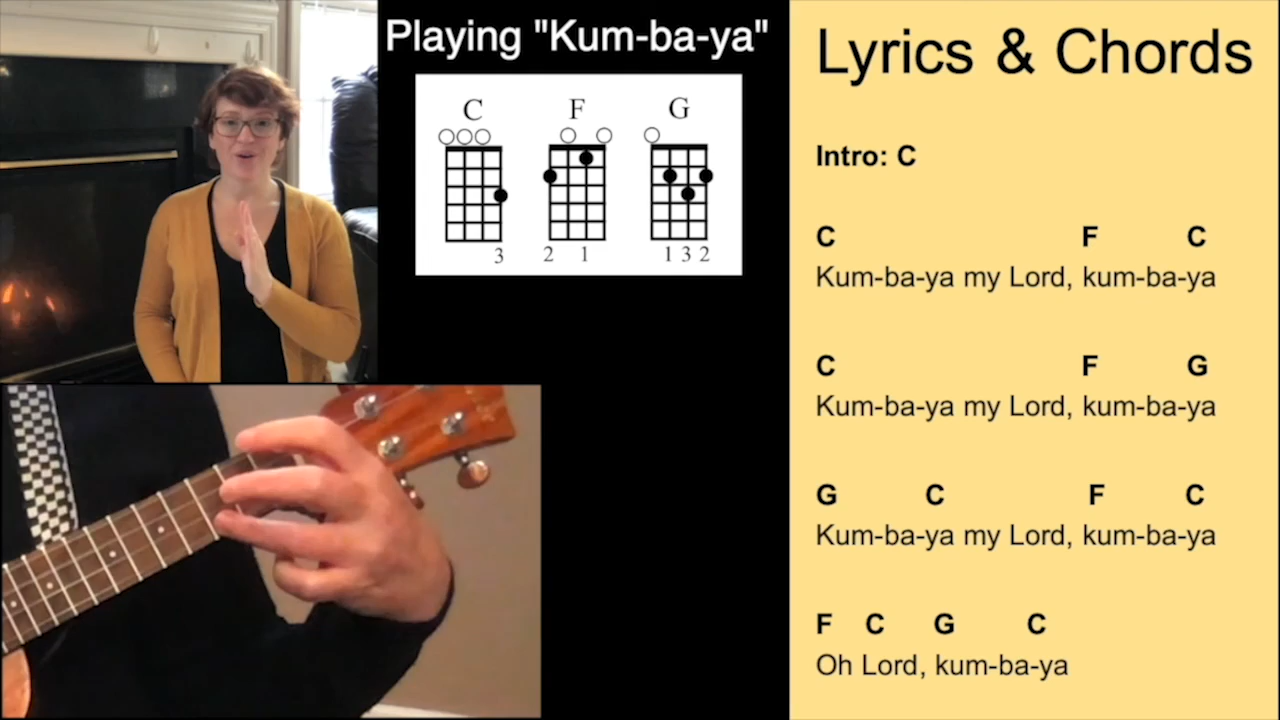 Playing "Kum-ba-ya"
C F G
3 2 1 1 3 2
Lyrics & Chords
Intro: C
C F C
Kum-ba-ya my Lord, kum-ba-ya
C F G
Kum-ba-ya my Lord, kum-ba-ya
G C F C
Kum-ba-ya my Lord, kum-ba-ya
F C G C
Oh Lord, kum-ba-ya